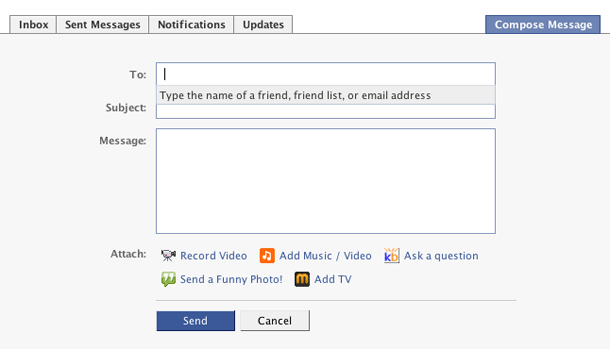 Inbox Sent Messages Notifications Updates Compose Message
To:
Type the name of a friend, friend list, or email address
Subject:
Message:
Attach: Record Video Add Music / Video kb Ask a question
Send a Funny Photo! m Add TV
Send Cancel